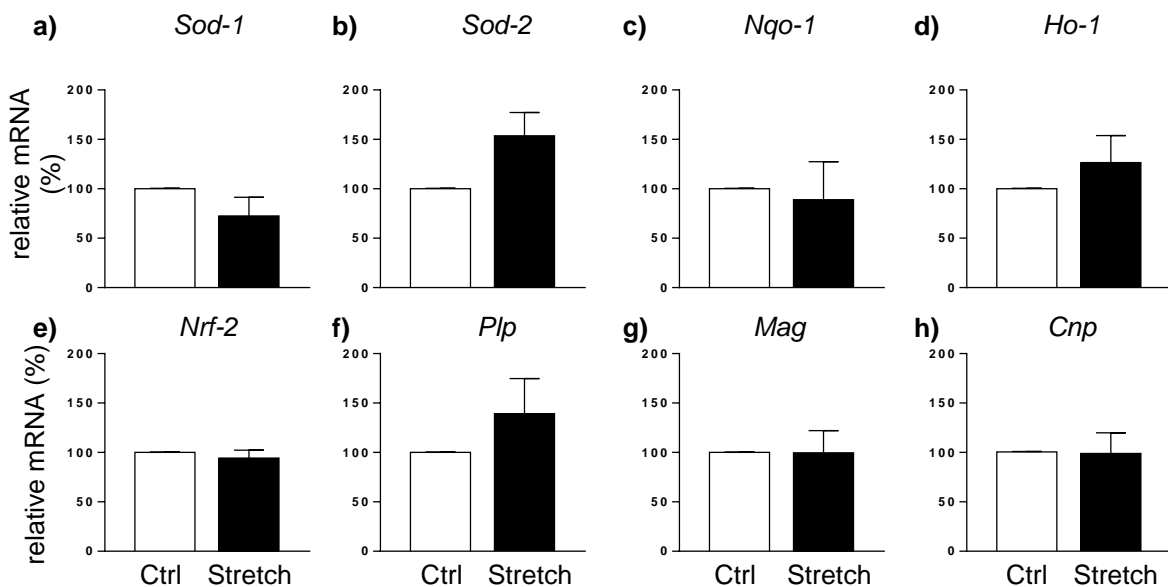 a) Sod-1 b) Sod-2 c) Nqo-1 d) Ho-1
relative mRNA
(%)
200 200 200 200
150 150 150 150
100 100 100 100
50 50 50 50
0 0 0 0
e) Nrf-2 f) Plp g) Mag h) Cnp
relative mRNA (%)
200 200 200 200
150 150 150 150
100 100 100 100
50 50 50 50
0 0 0 0
Ctrl Stretch Ctrl Stretch Ctrl Stretch Ctrl Stretch